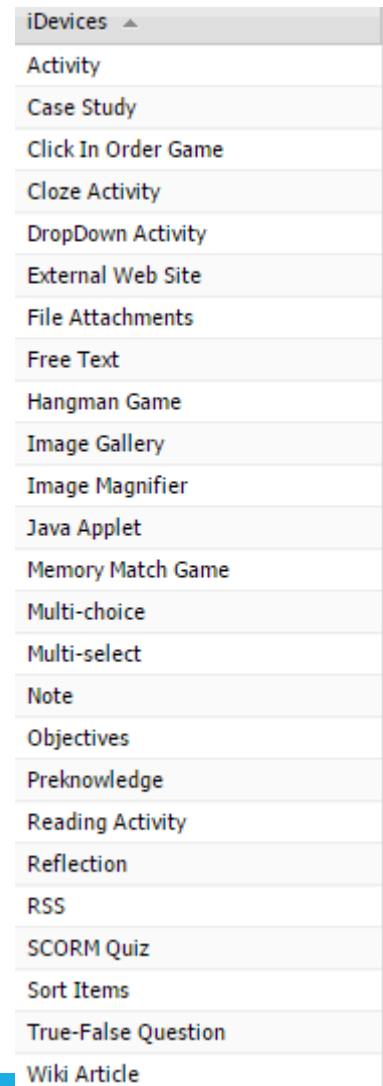 iDevices
Activity
Case Study
Click In Order Game
Cloze Activity
DropDown Activity
External Web Site
File Attachments
Free Text
Hangman Game
Image Gallery
Image Magnifier
Java Applet
Memory Match Game
Multi-choice
Multi-select
Note
Objectives
Preknowledge
Reading Activity
Reflection
RSS
SCORM Quiz
Sort Items
True-False Question
Wiki Article